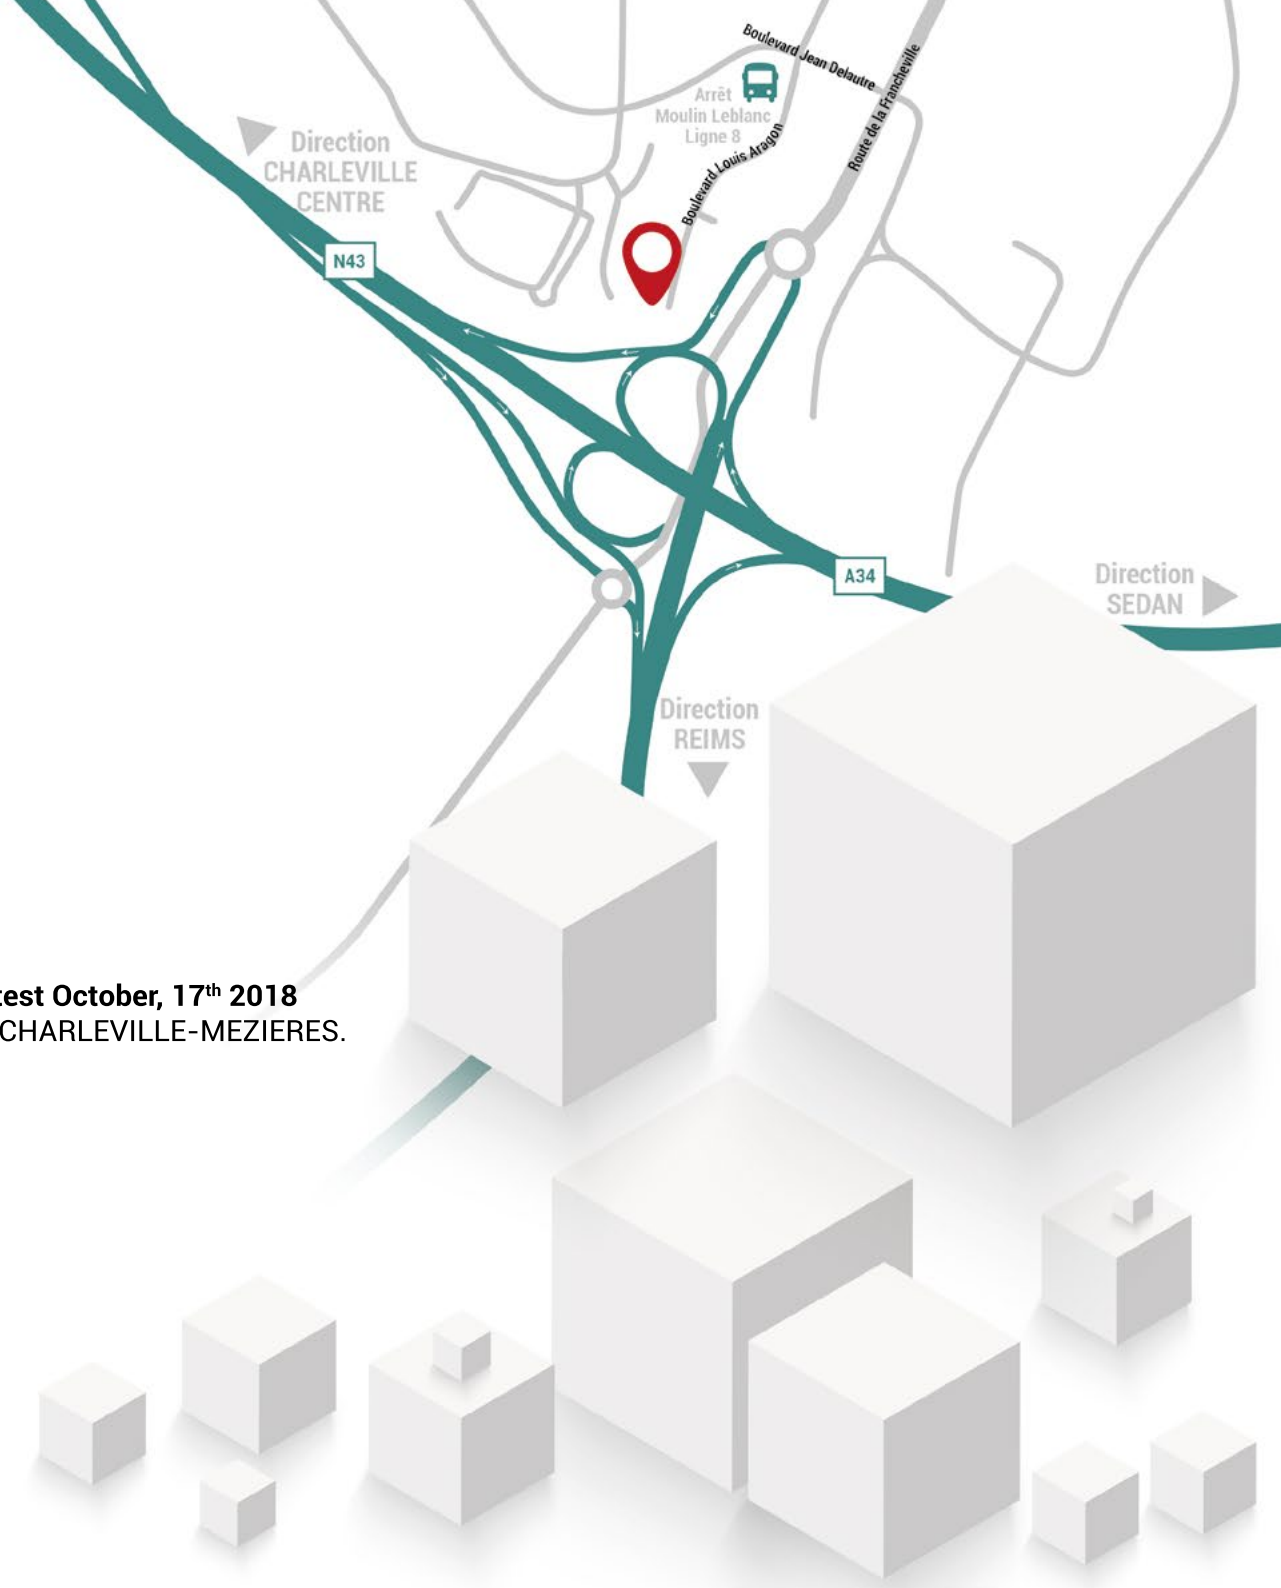 Boulevard Jean Delautre
Route de la Francheville
Arrêt
Moulin Leblanc
Ligne 8
Boulevard Louis Aragon
Direction
CHARLEVILLE
CENTRE
N43
A34
Direction
SEDAN
Direction
REIMS
test October, 17th 2018
CHARLEVILLE-MEZIERES.